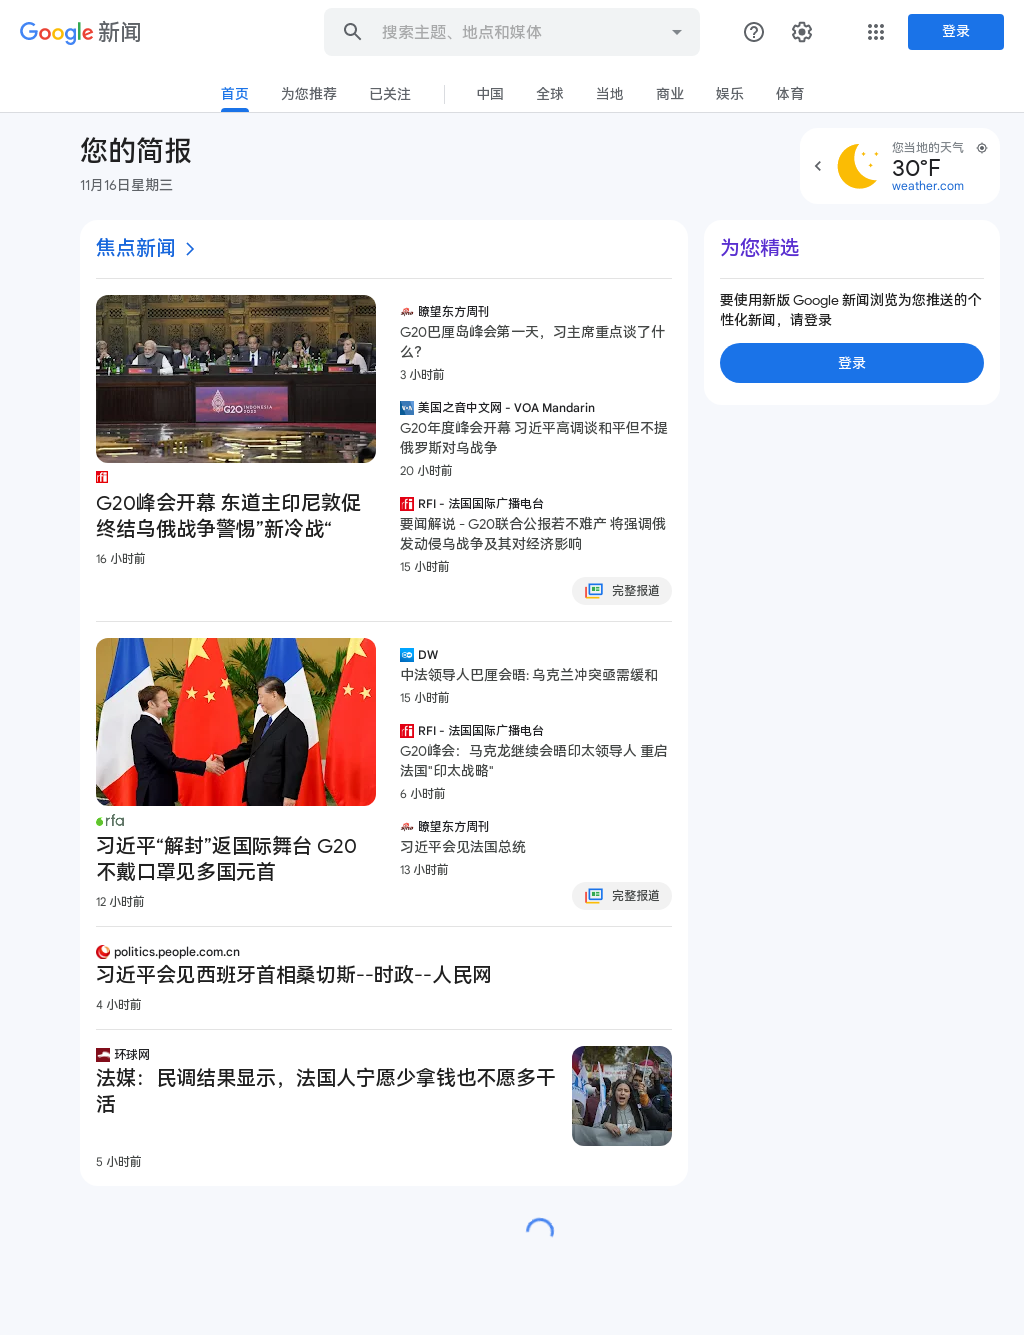 Google 新闻
搜索主题、地点和媒体
登录
首页 为您推荐 已关注 中国 全球 当地 商业 娱乐 体育
您的简报
11月16日星期三
您当地的天气
30°F
weather.com
焦点新闻
G20 INDONESIA
2022
G20峰会开幕 东道主印尼敦促
终结乌俄战争警惕”新冷战“
16 小时前
瞭望东方周刊
G20巴厘岛峰会第一天，习主席重点谈了什
么？
3 小时前
美国之音中文网 - VOA Mandarin
G20年度峰会开幕 习近平高调谈和平但不提
俄罗斯对乌战争
20 小时前
RFI - 法国国际广播电台
要闻解说 - G20联合公报若不难产 将强调俄
发动侵乌战争及其对经济影响
15 小时前
完整报道
rfa
习近平“解封”返国际舞台 G20
不戴口罩见多国元首
12 小时前
DW
中法领导人巴厘会晤: 乌克兰冲突亟需缓和
15 小时前
RFI - 法国国际广播电台
G20峰会：马克龙继续会晤印太领导人 重启
法国"印太战略"
6 小时前
瞭望东方周刊
习近平会见法国总统
13 小时前
完整报道
politics.people.com.cn
习近平会见西班牙首相桑切斯--时政--人民网
4 小时前
环球网
法媒：民调结果显示，法国人宁愿少拿钱也不愿多干
活
5 小时前
为您精选
要使用新版 Google 新闻浏览为您推送的个
性化新闻，请登录
登录